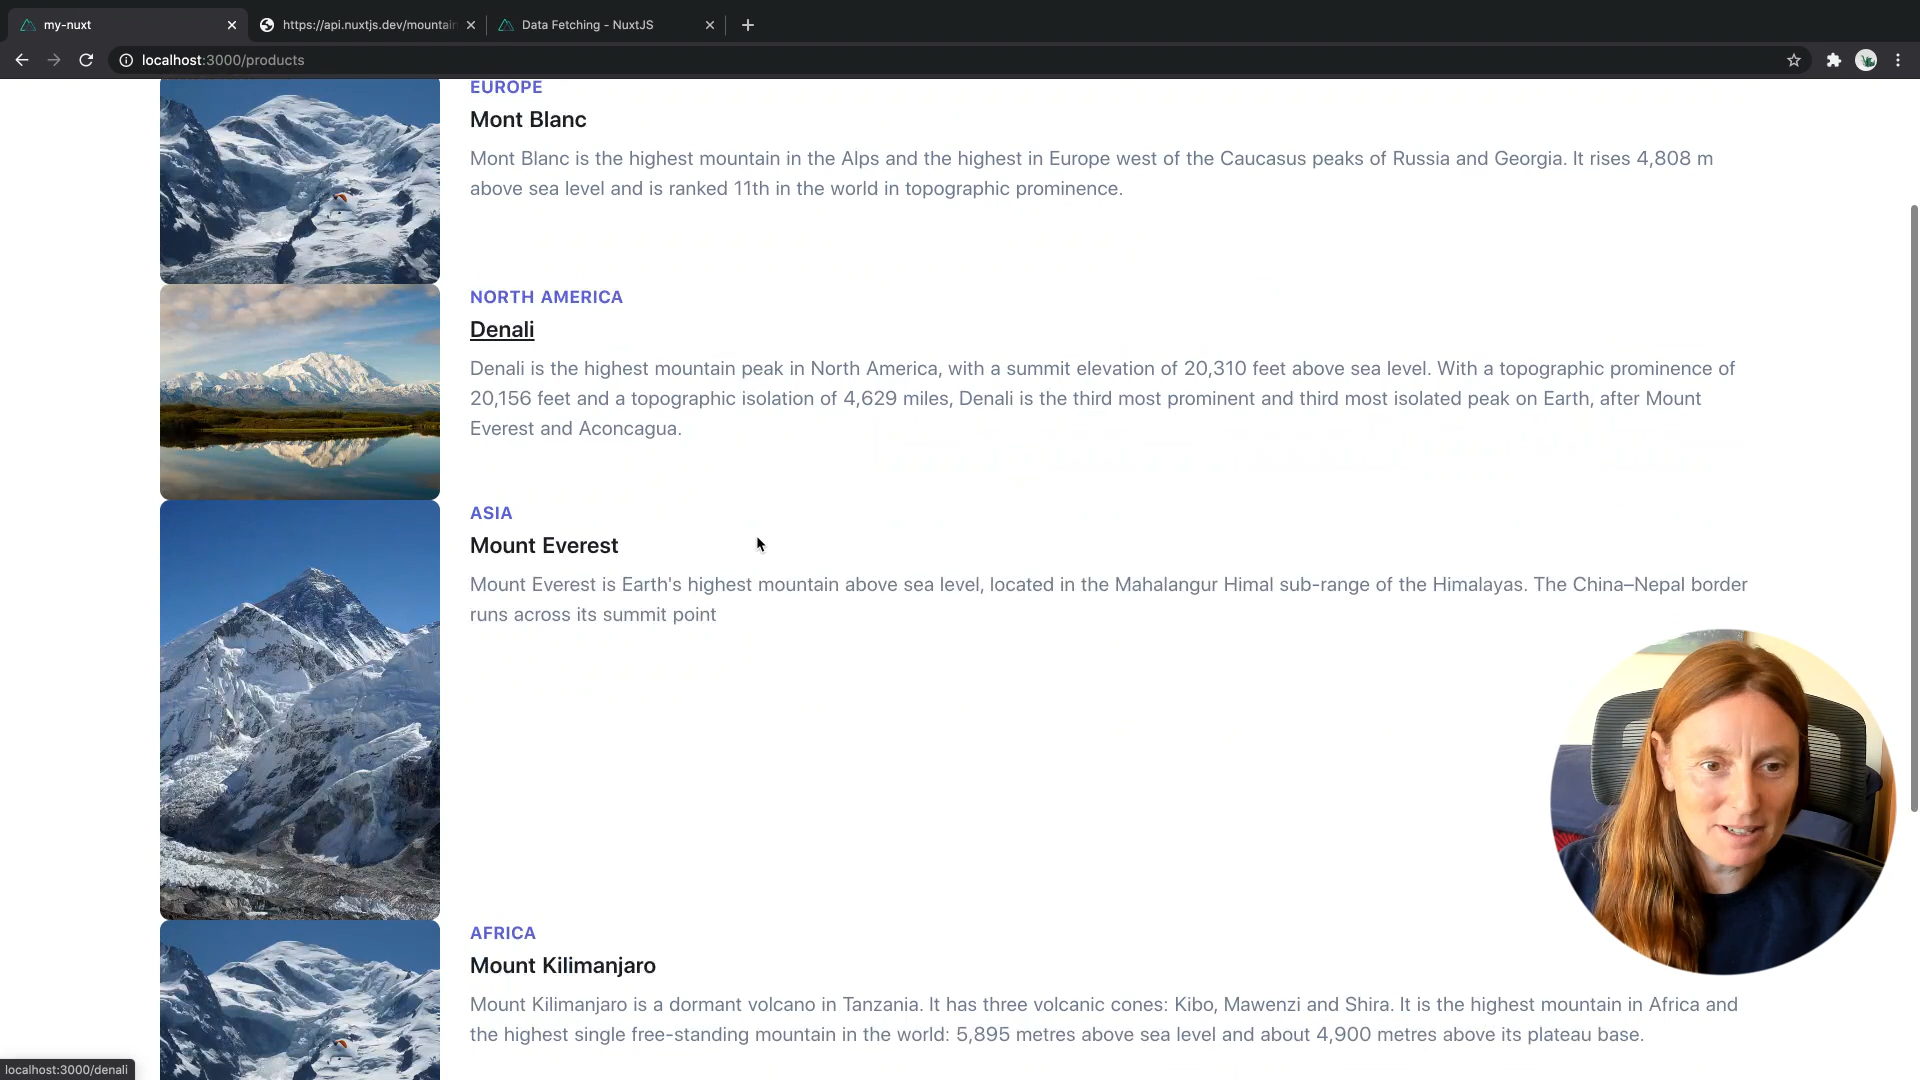 my-nuxt
https://api.nuxtjs.dev/mountain
Data Fetching - NuxtJS
localhost:3000/products
EUROPE
Mont Blanc
Mont Blanc is the highest mountain in the Alps and the highest in Europe west of the Caucasus peaks of Russia and Georgia. It rises 4,808 m
above sea level and is ranked 11th in the world in topographic prominence.
NORTH AMERICA
Denali
Denali is the highest mountain peak in North America, with a summit elevation of 20,310 feet above sea level. With a topographic prominence of
20,156 feet and a topographic isolation of 4,629 miles, Denali is the third most prominent and third most isolated peak on Earth, after Mount
Everest and Aconcagua.
ASIA
Mount Everest
Mount Everest is Earth's highest mountain above sea level, located in the Mahalangur Himal sub-range of the Himalayas. The China–Nepal border
runs across its summit point
AFRICA
Mount Kilimanjaro
Mount Kilimanjaro is a dormant volcano in Tanzania. It has three volcanic cones: Kibo, Mawenzi and Shira. It is the highest mountain in Africa and
the highest single free-standing mountain in the world: 5,895 metres above sea level and about 4,900 metres above its plateau base.
localhost:3000/denali